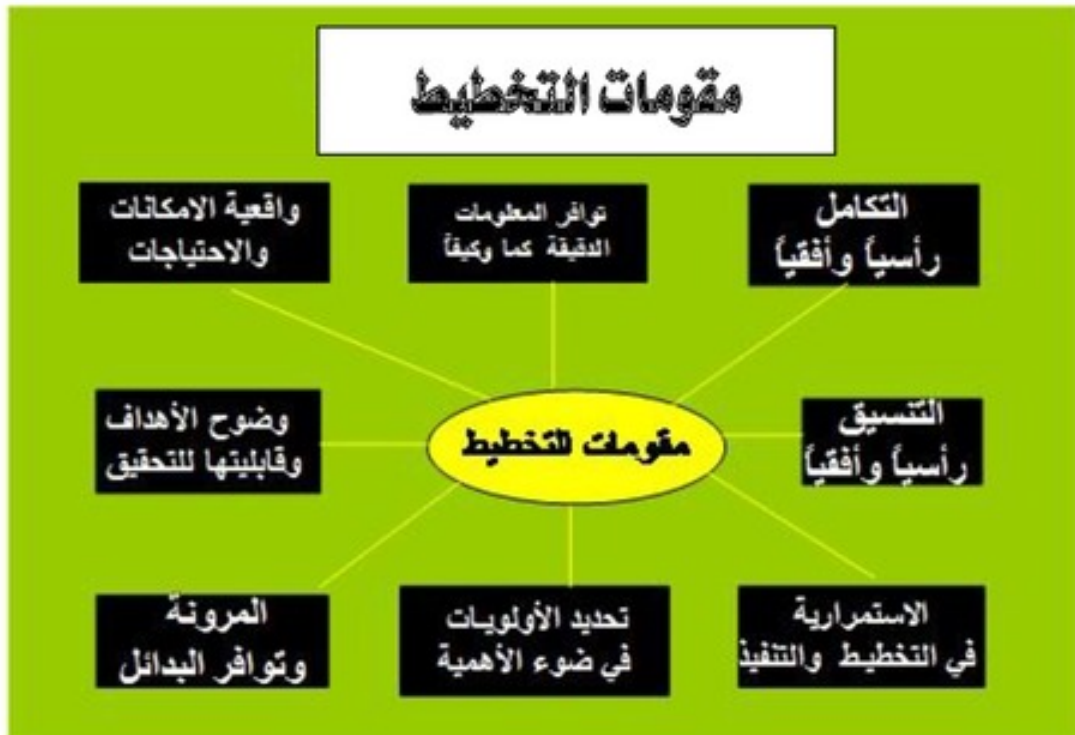 مقومات التخطيط
التكامل
رأسياً وأفقياً
توافر المعلومات
الدقيقة كما وكيفاً
واقعية الامكانات
والاحتياجات
التنسيق
رأسياً وأفقياً
مقومات للتخطيط
وضوح الأهداف
وقابليتها للتحقيق
الاستمرارية
في التخطيط والتنفيذ
تحديد الأولويات
في ضوء الأهمية
المرونة
وتوافر البدائل